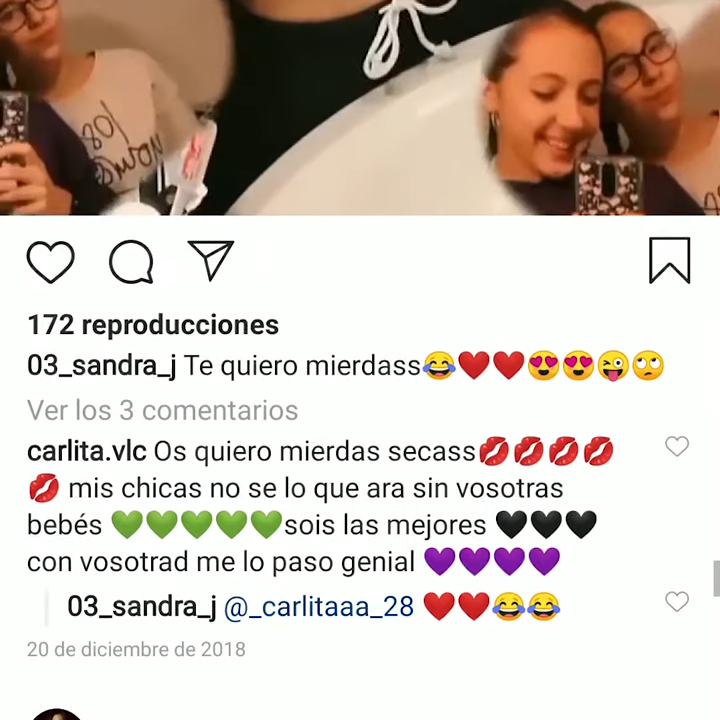 172 reproducciones
03_sandra_j Te quiero mierdass😂❤️❤️😍😍😜🙄
Ver los 3 comentarios
carlita.vlc Os quiero mierdas secass💋💋💋💋
💋 mis chicas no se lo que ara sin vosotras
bebés 💚💚💚💚💚sois las mejores 🖤🖤🖤
con vosotrad me lo paso genial 💜💜💜💜
03_sandra_j @_carlitaaa_28 ❤️❤️😂😂
20 de diciembre de 2018